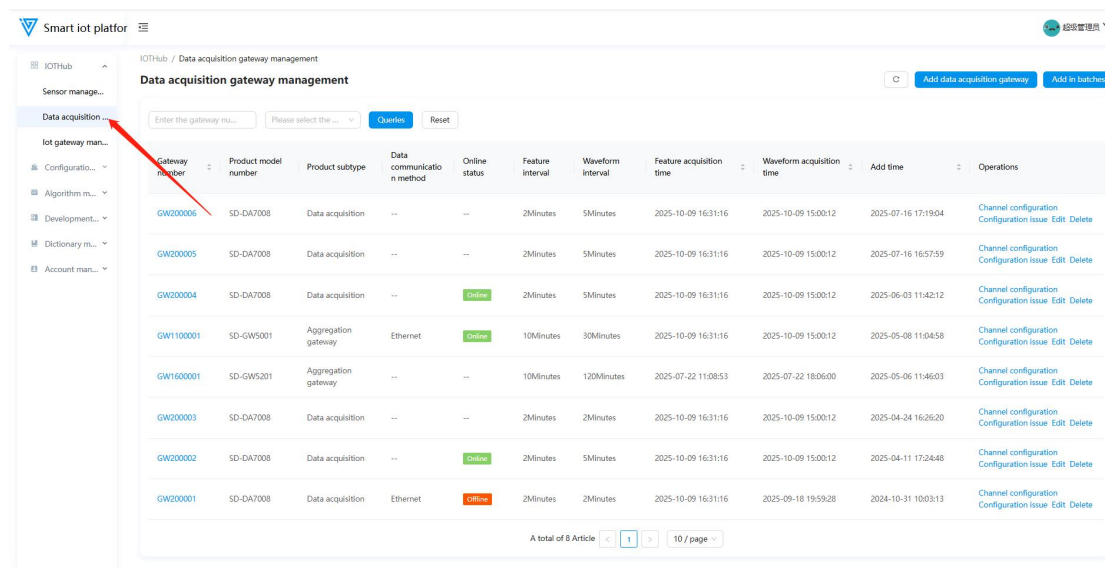 Smart iot platfor
超级管理员
IOTHub
Sensor manage...
Data acquisition ...
Iot gateway man...
Configuratio...
Algorithm m...
Development...
Dictionary m...
Account man...
IOTHub / Data acquisition gateway management
Data acquisition gateway management
Add data acquisition gateway
Add in batches
Enter the gateway nu...
Please select the ...
Queries
Reset
Gateway number
Product model number
Product subtype
Data communicatio n method
Online status
Feature interval
Waveform interval
Feature acquisition time
Waveform acquisition time
Add time
Operations
GW200006 SD-DA7008 Data acquisition -- -- 2Minutes 5Minutes 2025-10-09 16:31:16 2025-10-09 15:00:12 2025-07-16 17:19:04 Channel configuration
Configuration issue Edit Delete
GW200005 SD-DA7008 Data acquisition -- -- 2Minutes 5Minutes 2025-10-09 16:31:16 2025-10-09 15:00:12 2025-07-16 16:57:59 Channel configuration
Configuration issue Edit Delete
GW200004 SD-DA7008 Data acquisition -- Online 2Minutes 5Minutes 2025-10-09 16:31:16 2025-10-09 15:00:12 2025-06-03 11:42:12 Channel configuration
Configuration issue Edit Delete
GW1100001 SD-GW5001 Aggregation gateway Ethernet Online 10Minutes 30Minutes 2025-10-09 16:31:16 2025-10-09 15:00:12 2025-05-08 11:04:58 Channel configuration
Configuration issue Edit Delete
GW1600001 SD-GW5201 Aggregation gateway -- -- 10Minutes 120Minutes 2025-07-22 11:08:53 2025-07-22 18:06:00 2025-05-06 11:46:03 Channel configuration
Configuration issue Edit Delete
GW200003 SD-DA7008 Data acquisition -- -- 2Minutes 2Minutes 2025-10-09 16:31:16 2025-10-09 15:00:12 2025-04-24 16:26:20 Channel configuration
Configuration issue Edit Delete
GW200002 SD-DA7008 Data acquisition -- Online 2Minutes 5Minutes 2025-10-09 16:31:16 2025-10-09 15:00:12 2025-04-11 17:24:48 Channel configuration
Configuration issue Edit Delete
GW200001 SD-DA7008 Data acquisition Ethernet Offline 2Minutes 2Minutes 2025-10-09 16:31:16 2025-09-18 19:59:28 2024-10-31 10:03:13 Channel configuration
Configuration issue Edit Delete
A total of 8 Article < 1 > 10 / page